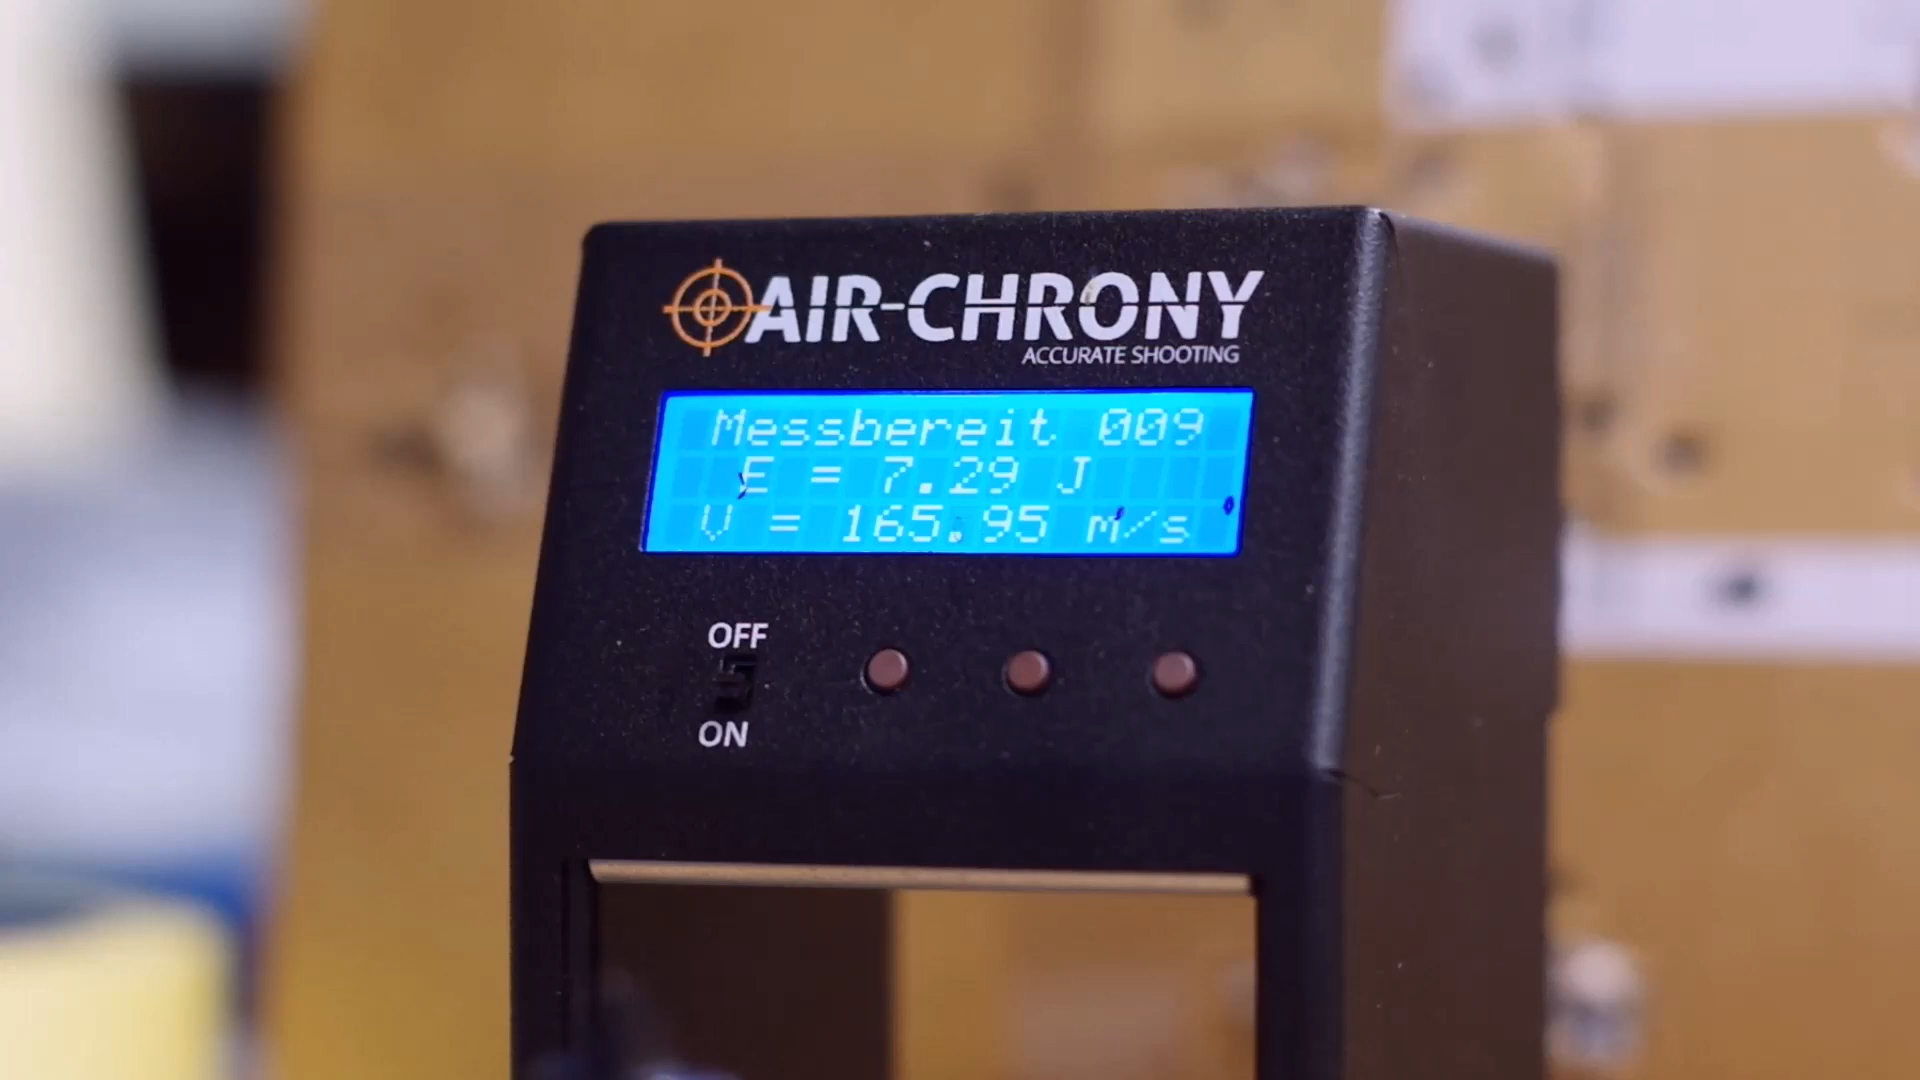 AIR-CHRONY
ACCURATE SHOOTING
Messbereit 009
E = 7.29 J
V = 165.95 m/s
OFF
ON